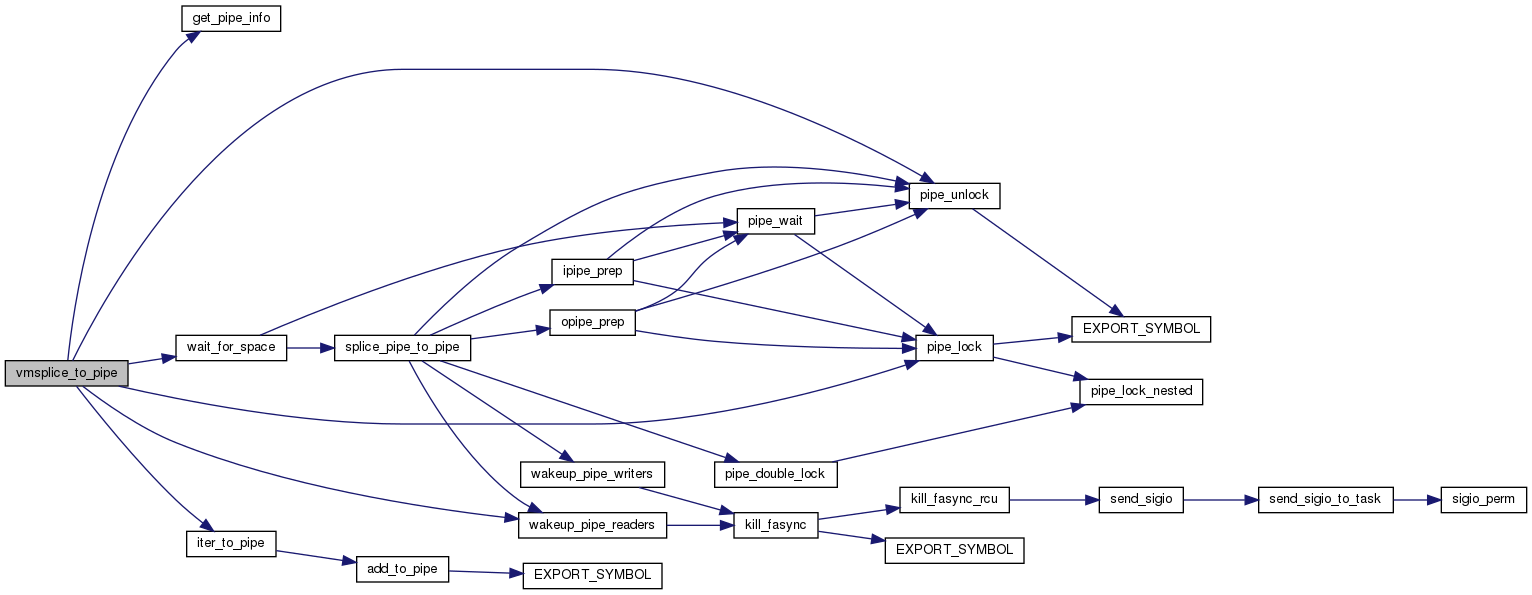 get_pipe_info
pipe_unlock
pipe_wait
ipipe_prep
opipe_prep
EXPORT_SYMBOL
wait_for_space
splice_pipe_to_pipe
pipe_lock
vmsplice_to_pipe
pipe_lock_nested
wakeup_pipe_writers
pipe_double_lock
kill_fasync_rcu
send_sigio
send_sigio_to_task
sigio_perm
wakeup_pipe_readers
kill_fasync
iter_to_pipe
EXPORT_SYMBOL
add_to_pipe
EXPORT_SYMBOL